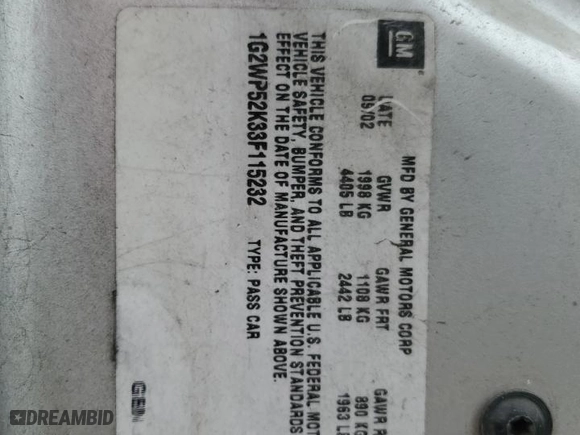 GM
MFD BY GENERAL MOTORS CORP
DATE GVWR GAWR FRT GAWR R
09/02 1998 KG 1108 KG 890 KG
4405 LB 2442 LB 1963 LB
THIS VEHICLE CONFORMS TO ALL APPLICABLE U.S. FEDERAL MOT
VEHICLE SAFETY, BUMPER, AND THEFT PREVENTION STANDARDS
EFFECT ON THE DATE OF MANUFACTURE SHOWN ABOVE.
1G2WP52K33F115232 TYPE: PASS CAR
DREAMBID